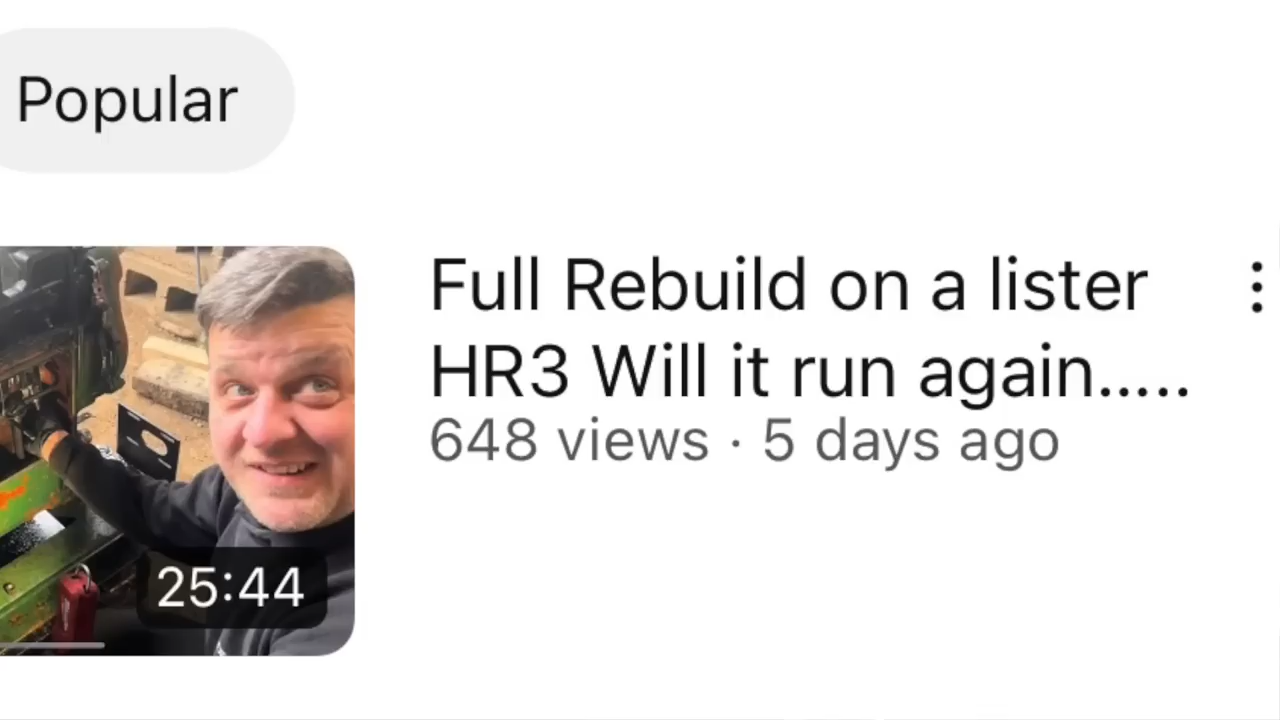 Popular
Full Rebuild on a lister
HR3 Will it run again.....
648 views · 5 days ago
25:44